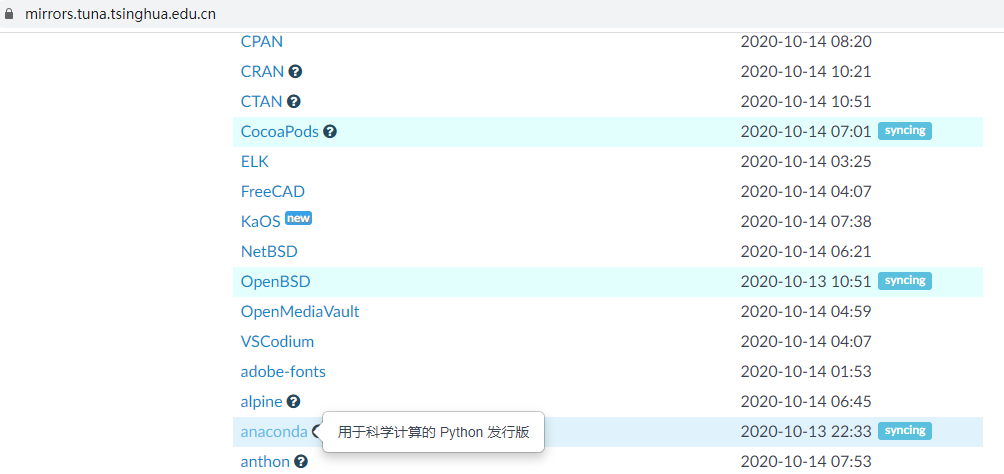 mirrors.tuna.tsinghua.edu.cn
CPAN 2020-10-14 08:20
CRAN 2020-10-14 10:21
CTAN 2020-10-14 10:51
CocoaPods 2020-10-14 07:01 syncing
ELK 2020-10-14 03:25
FreeCAD 2020-10-14 04:07
KaOS new 2020-10-14 07:38
NetBSD 2020-10-14 06:21
OpenBSD 2020-10-13 10:51 syncing
OpenMediaVault 2020-10-14 04:59
VSCodium 2020-10-14 04:07
adobe-fonts 2020-10-14 01:53
alpine 2020-10-14 06:45
anaconda 用于科学计算的 Python 发行版 2020-10-13 22:33 syncing
anthon 2020-10-14 07:53